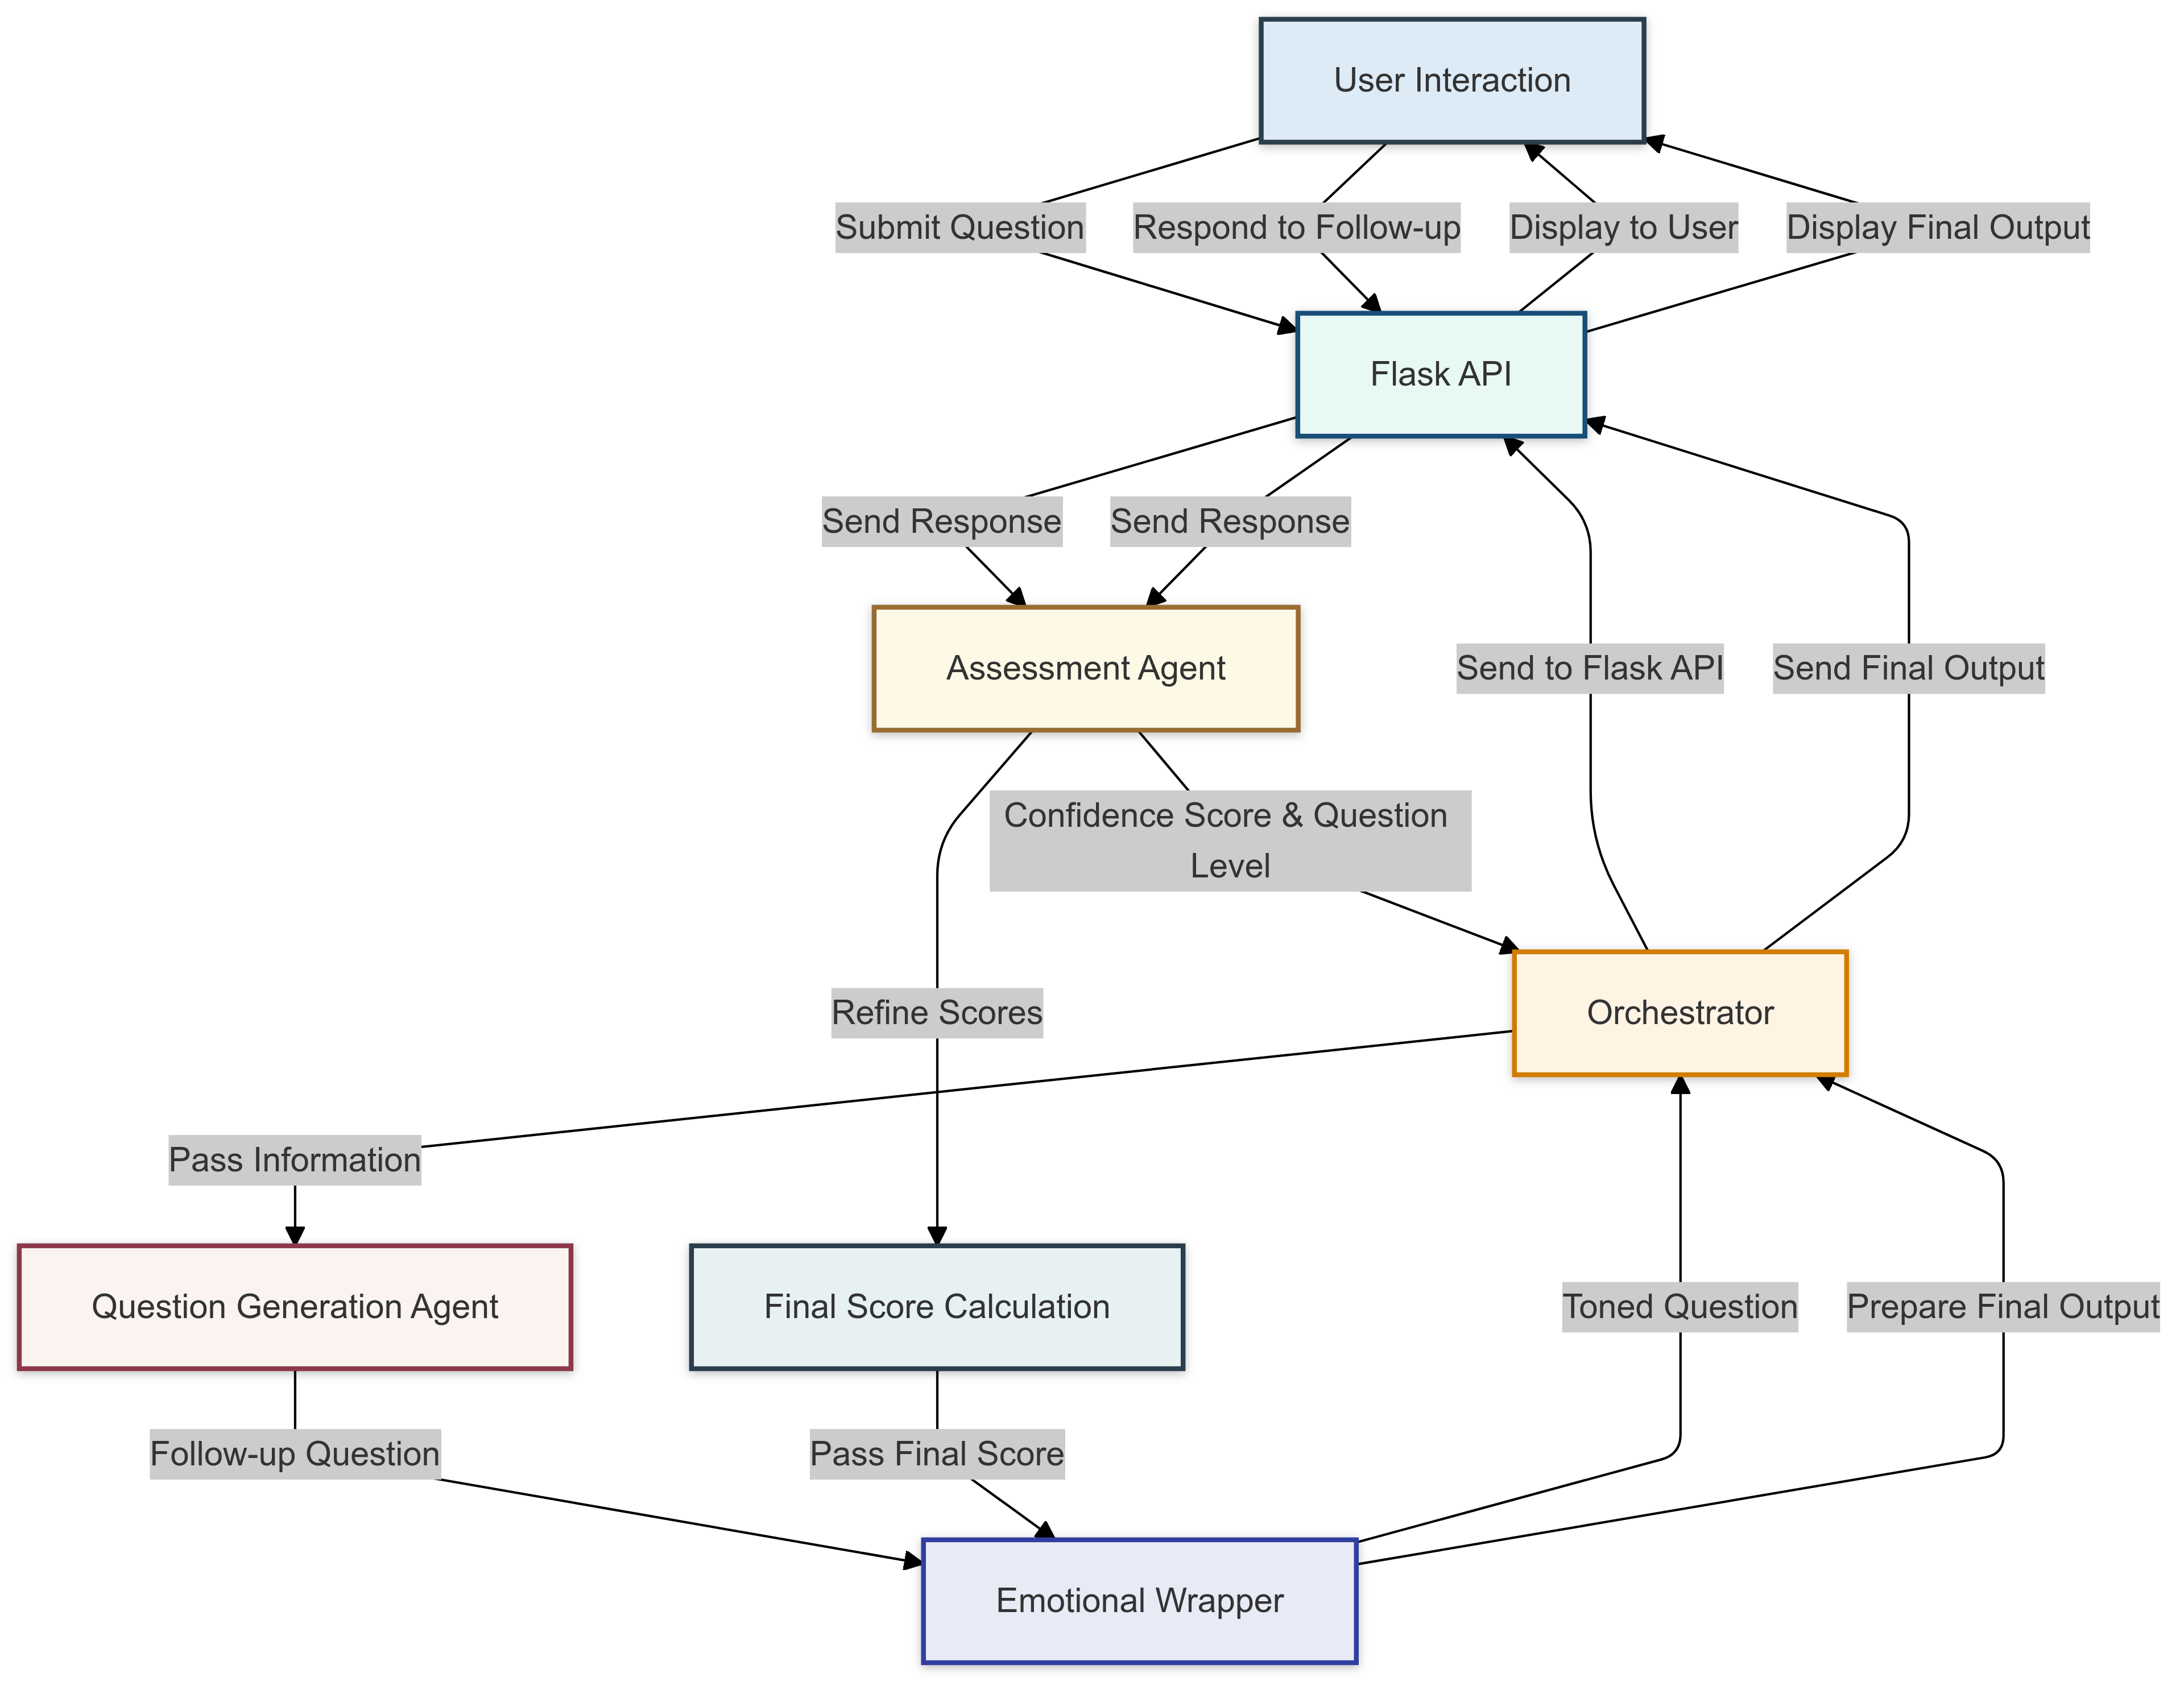 User Interaction
Submit Question
Respond to Follow-up
Display to User
Display Final Output
Flask API
Send Response
Send Response
Assessment Agent
Send to Flask API
Send Final Output
Confidence Score & Question
Level
Refine Scores
Orchestrator
Pass Information
Question Generation Agent
Final Score Calculation
Toned Question
Prepare Final Output
Follow-up Question
Pass Final Score
Emotional Wrapper